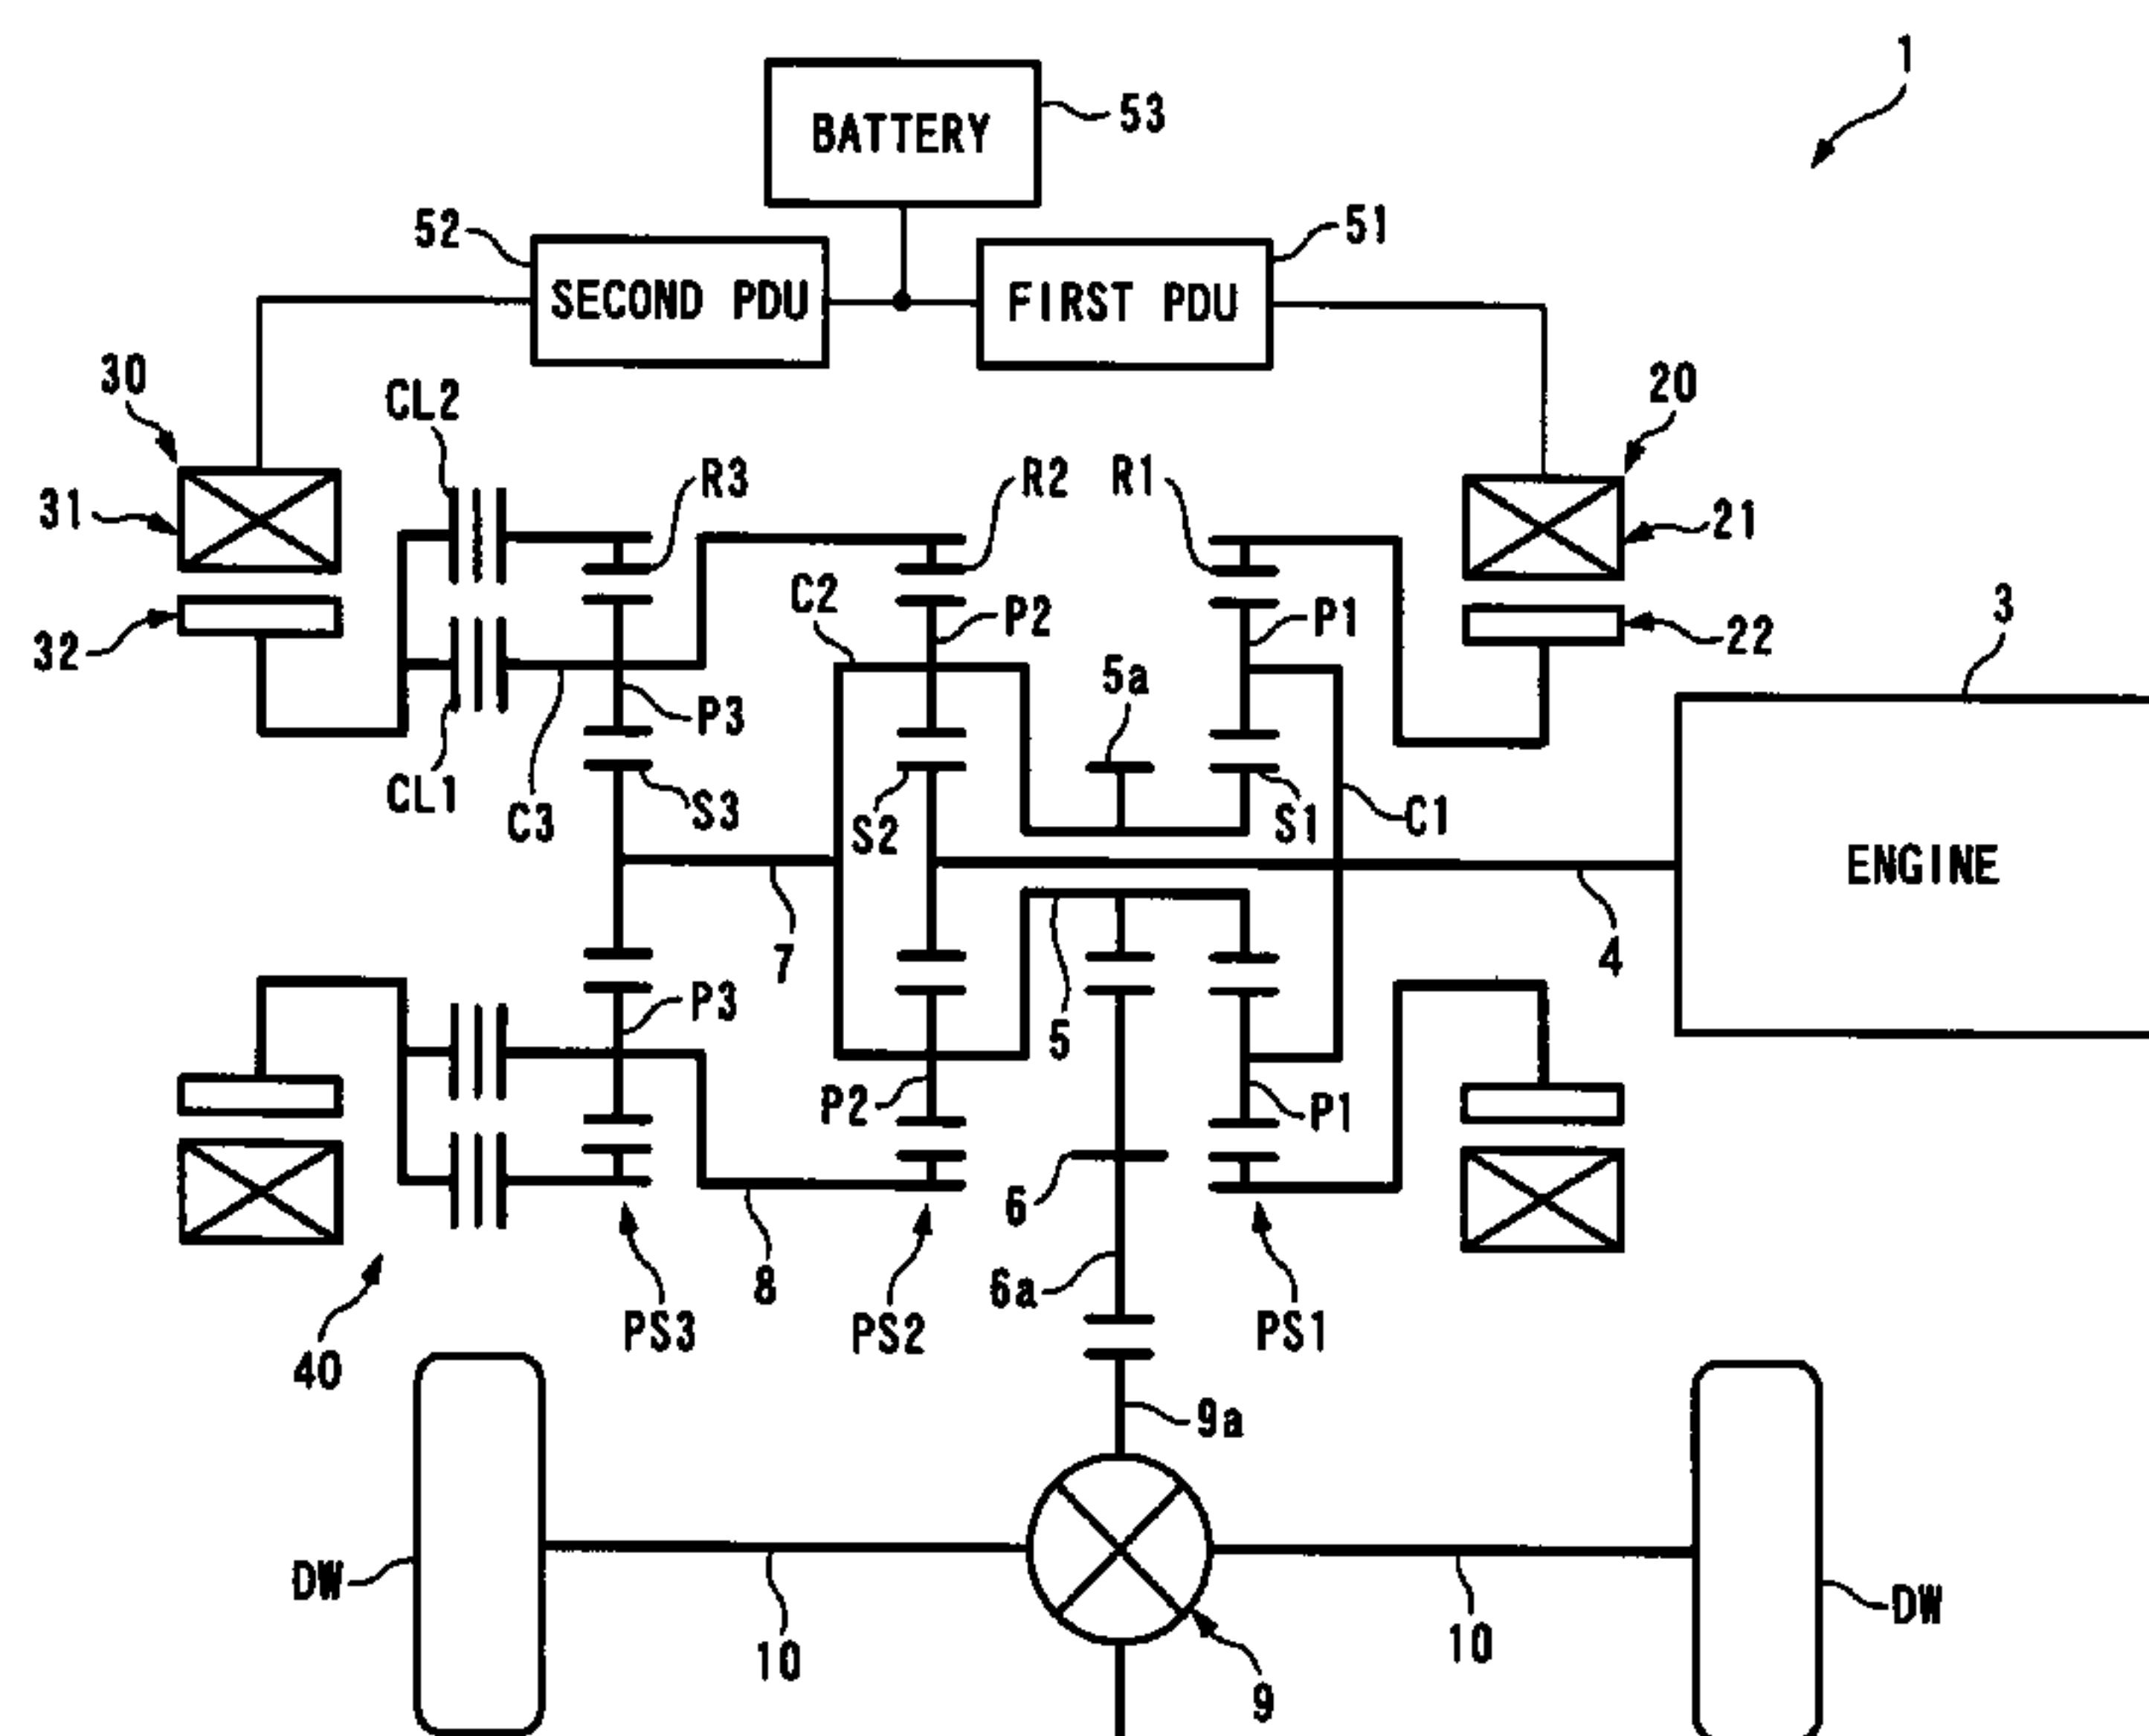 1
BATTERY
53
52
51
SECOND PDU
FIRST PDU
30
CL2
20
R3
R2
R1
31
21
C2
P2
P1
3
32
22
5a
P3
CL1
C3
S3
S2
S1
C1
ENGINE
7
4
P3
5
P2
P1
6
8
6a
PS3
PS2
PS1
40
9a
DW
DW
10
10
9